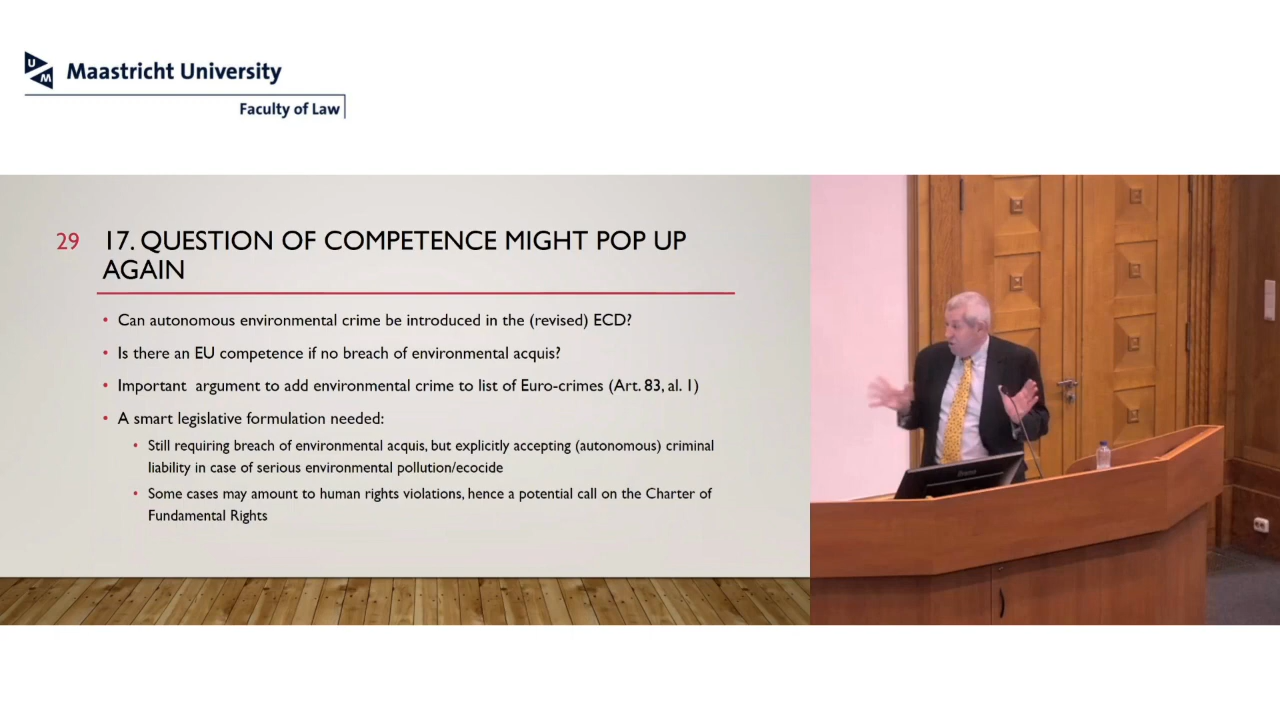 U
M
Maastricht University
Faculty of Law
29
17. QUESTION OF COMPETENCE MIGHT POP UP
AGAIN
• Can autonomous environmental crime be introduced in the (revised) ECD?
• Is there an EU competence if no breach of environmental acquis?
• Important argument to add environmental crime to list of Euro-crimes (Art. 83, al. 1)
• A smart legislative formulation needed:
• Still requiring breach of environmental acquis, but explicitly accepting (autonomous) criminal
liability in case of serious environmental pollution/ecocide
• Some cases may amount to human rights violations, hence a potential call on the Charter of
Fundamental Rights